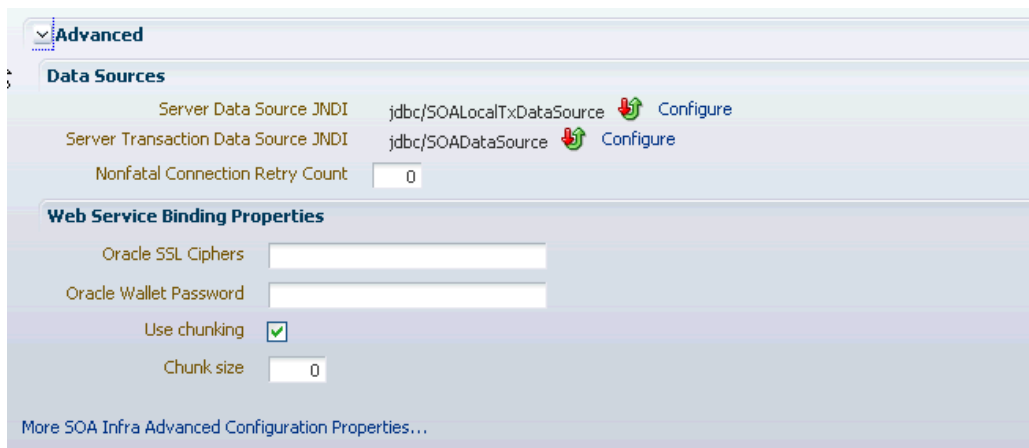 Advanced
Data Sources
Server Data Source JNDI jdbc/SOALocalTxDataSource Configure
Server Transaction Data Source JNDI jdbc/SOADataSource Configure
Nonfatal Connection Retry Count 0
Web Service Binding Properties
Oracle SSL Ciphers
Oracle Wallet Password
Use chunking
Chunk size 0
More SOA Infra Advanced Configuration Properties...